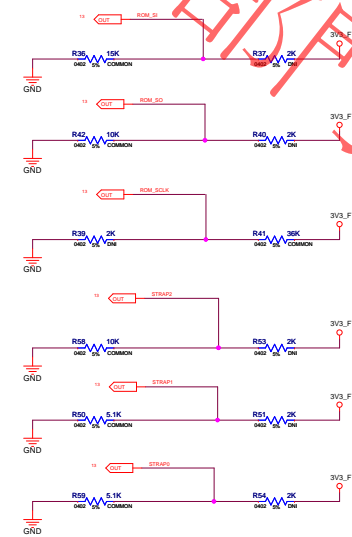 ROM_SI
OUT
R36 15K
0402 5% COMMON
R37 2K
0402 5% DNI
3V3_F
GND
ROM_SO
OUT
R42 10K
0402 5% COMMON
R40 2K
0402 5% DNI
3V3_F
GND
ROM_SCLK
OUT
R39 2K
0402 5% DNI
R41 36K
0402 5% COMMON
3V3_F
GND
STRAP2
OUT
R58 10K
0402 5% COMMON
R53 2K
0402 5% DNI
3V3_F
GND
STRAP1
OUT
R50 5.1K
0402 5% COMMON
R51 2K
0402 5% DNI
3V3_F
GND
STRAP0
OUT
R59 5.1K
0402 5% COMMON
R54 2K
0402 5% DNI
3V3_F
GND